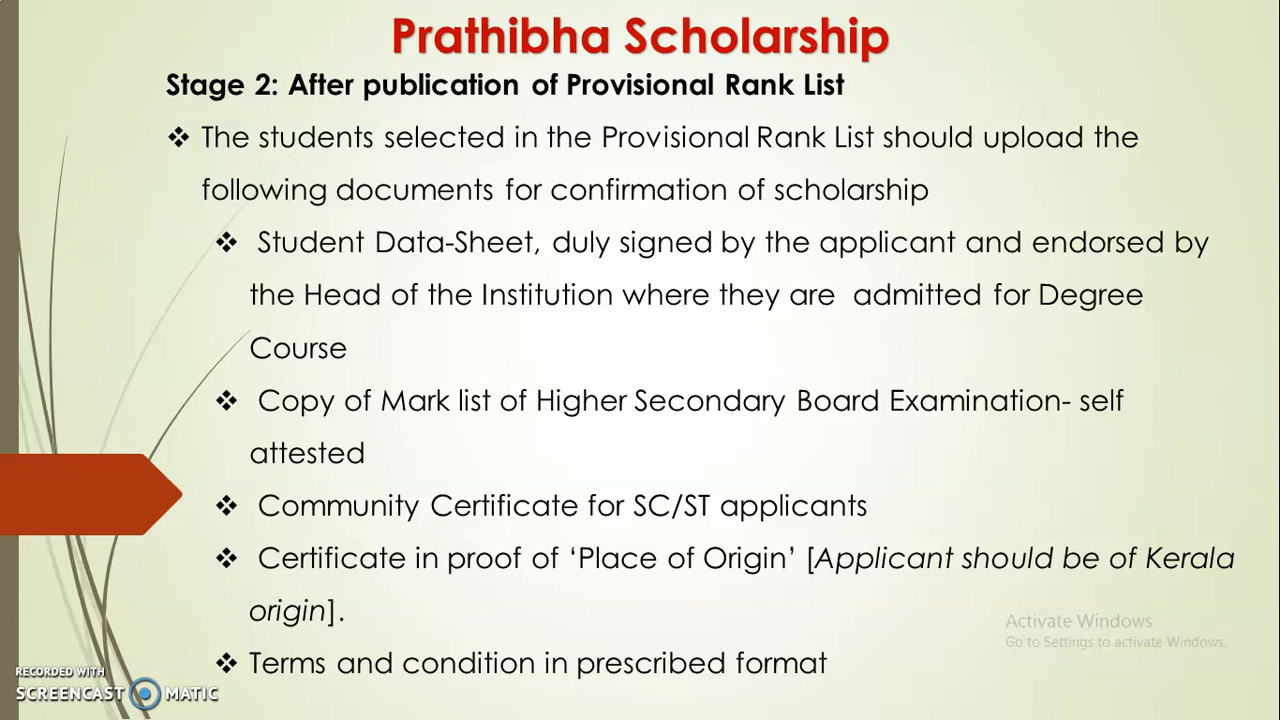 Prathibha Scholarship
Stage 2: After publication of Provisional Rank List
❖ The students selected in the Provisional Rank List should upload the
following documents for confirmation of scholarship
❖ Student Data-Sheet, duly signed by the applicant and endorsed by
the Head of the Institution where they are admitted for Degree
Course
❖ Copy of Mark list of Higher Secondary Board Examination- self
attested
❖ Community Certificate for SC/ST applicants
❖ Certificate in proof of ‘Place of Origin’ [Applicant should be of Kerala
origin].
❖ Terms and condition in prescribed format
Activate Windows
Go to Settings to activate Windows.
RECORDED WITH
SCREENCAST MATIC